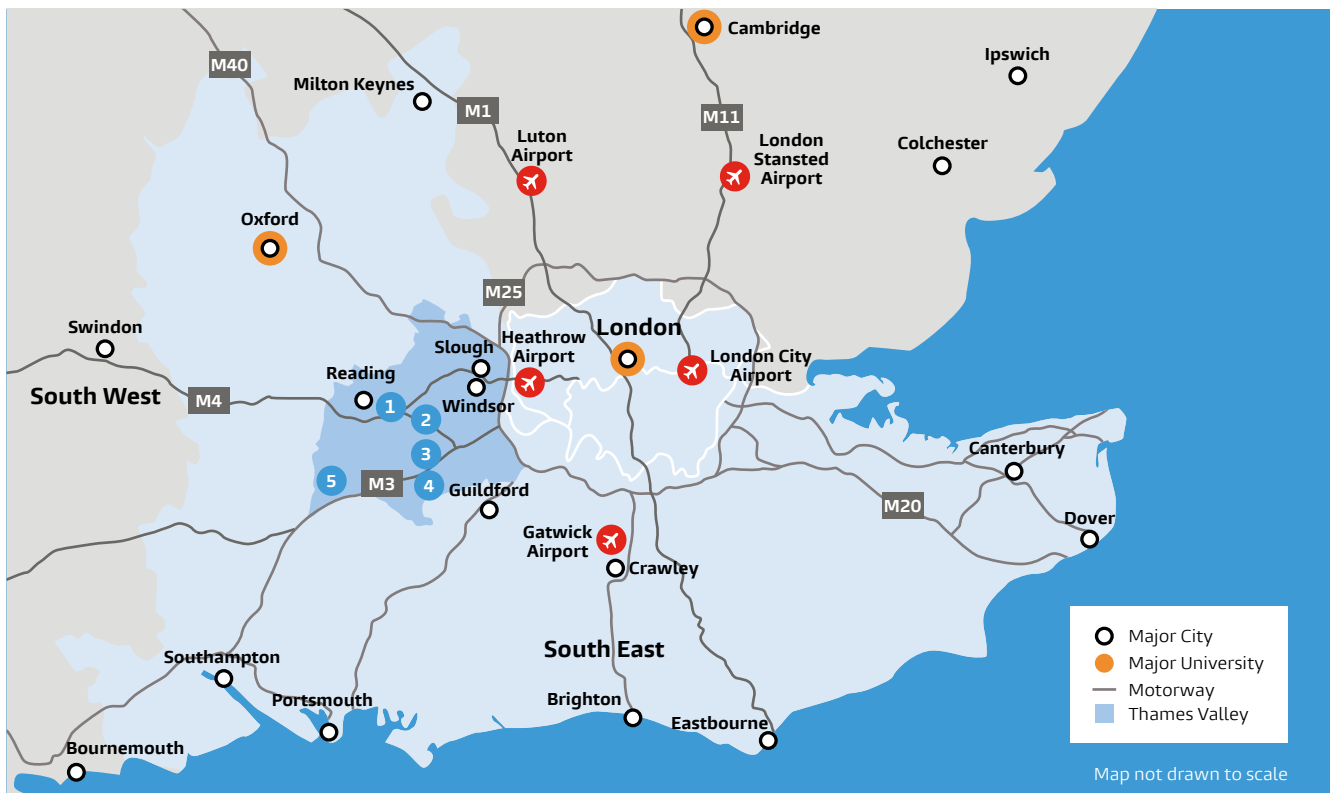 Cambridge
Ipswich
M40
Milton Keynes
M1
M11
Luton
Airport
London
Stansted
Airport
Colchester
Oxford
M25
Swindon
Heathrow
Airport
London
Slough
London City
Airport
Reading
South West
M4
1
Windsor
2
3
5
M3
4
Guildford
Canterbury
M20
Dover
Gatwick
Airport
Crawley
South East
Southampton
Portsmouth
Brighton
Eastbourne
Bournemouth
Major City
Major University
Motorway
Thames Valley
Map not drawn to scale